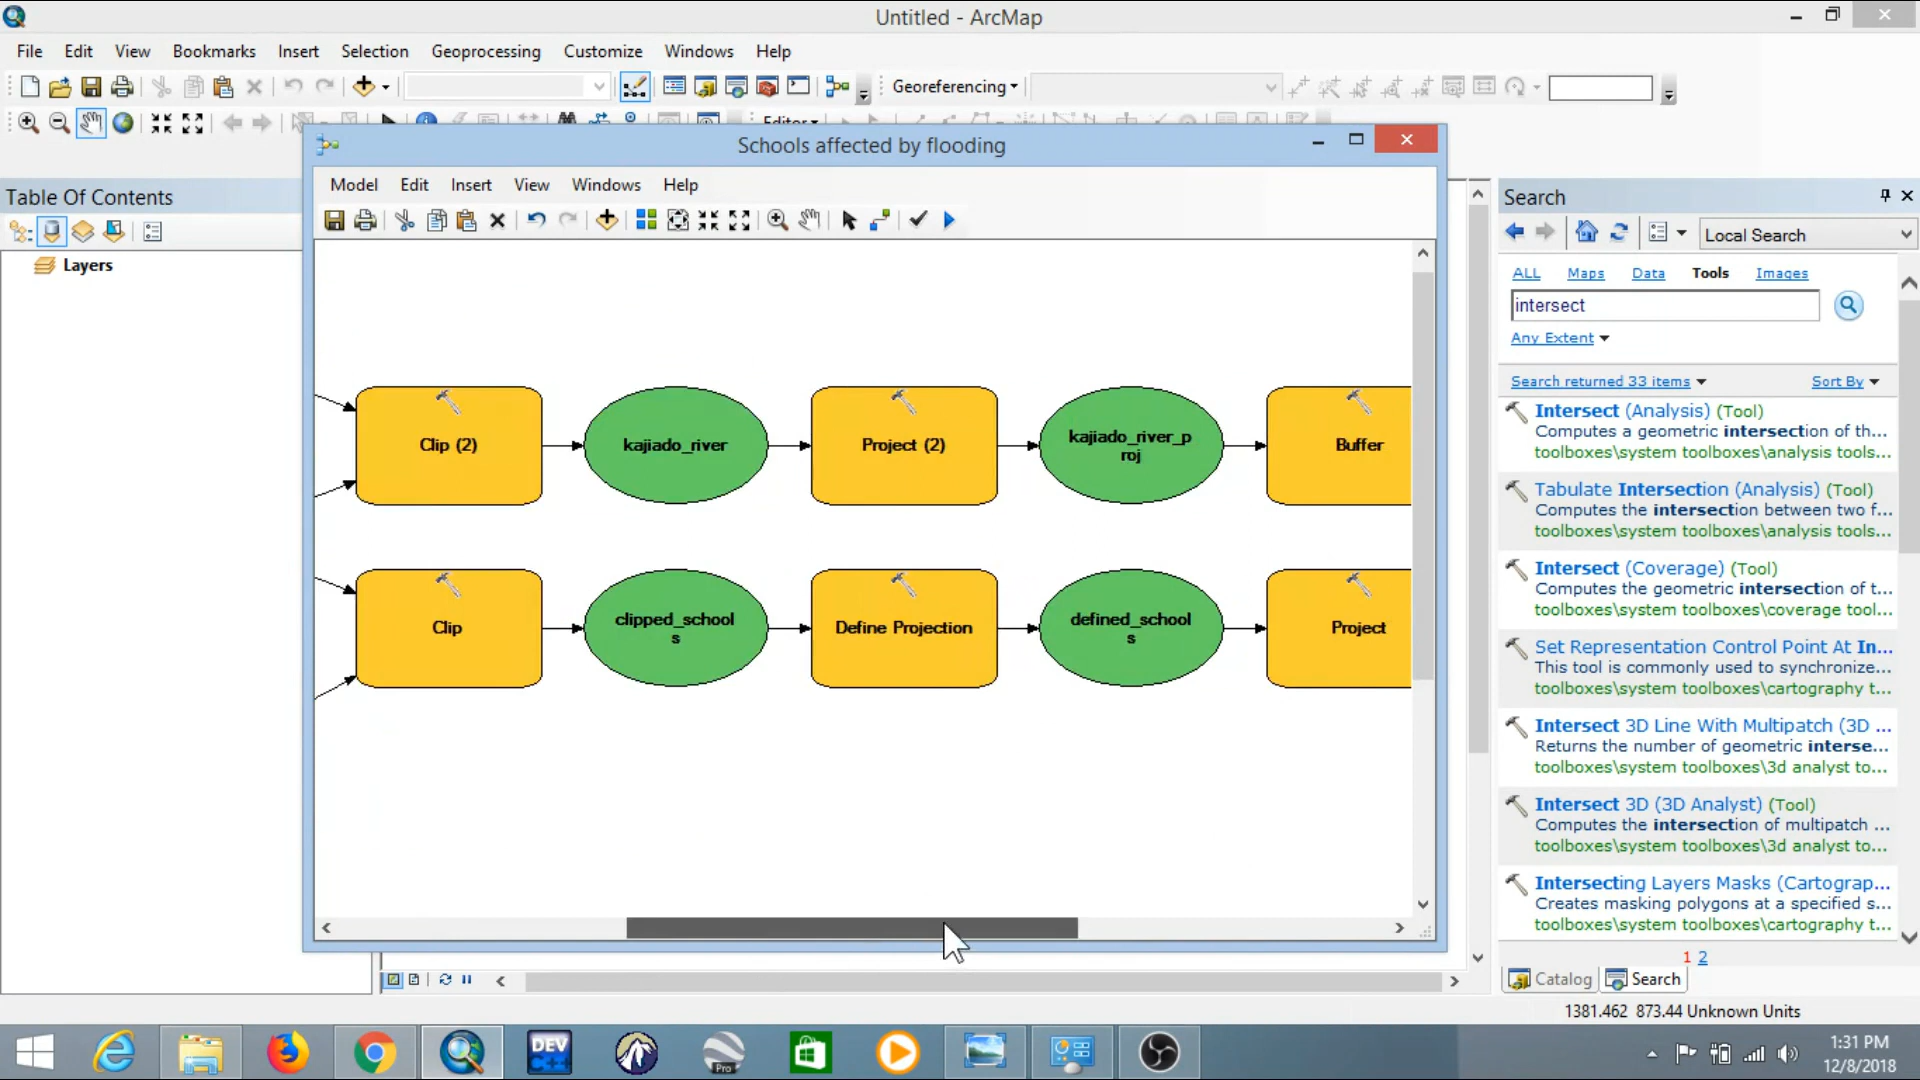 Untitled - ArcMap
File Edit View Bookmarks Insert Selection Geoprocessing Customize Windows Help
Georeferencing
Editor
Table Of Contents
Layers
Schools affected by flooding
Model Edit Insert View Windows Help
Clip (2)
kajiado_river
Project (2)
kajiado_river_p
roj
Buffer
Clip
clipped_school
s
Define Projection
defined_school
s
Project
Search
Local Search
ALL Maps Data Tools Images
intersect
Any Extent
Search returned 33 items Sort By
Intersect (Analysis) (Tool)
Computes a geometric intersection of th...
toolboxes\system toolboxes\analysis tools...
Tabulate Intersection (Analysis) (Tool)
Computes the intersection between two f...
toolboxes\system toolboxes\analysis tools...
Intersect (Coverage) (Tool)
Computes the geometric intersection of t...
toolboxes\system toolboxes\coverage tool...
Set Representation Control Point At In...
This tool is commonly used to synchronize...
toolboxes\system toolboxes\cartography t...
Intersect 3D Line With Multipatch (3D ...
Returns the number of geometric interse...
toolboxes\system toolboxes\3d analyst to...
Intersect 3D (3D Analyst) (Tool)
Computes the intersection of multipatch ...
toolboxes\system toolboxes\3d analyst to...
Intersecting Layers Masks (Cartograp...
Creates masking polygons at a specified s...
toolboxes\system toolboxes\cartography t...
1 2
Catalog Search
1381.462 873.44 Unknown Units
DEV
C++
Pro
1:31 PM
12/8/2018